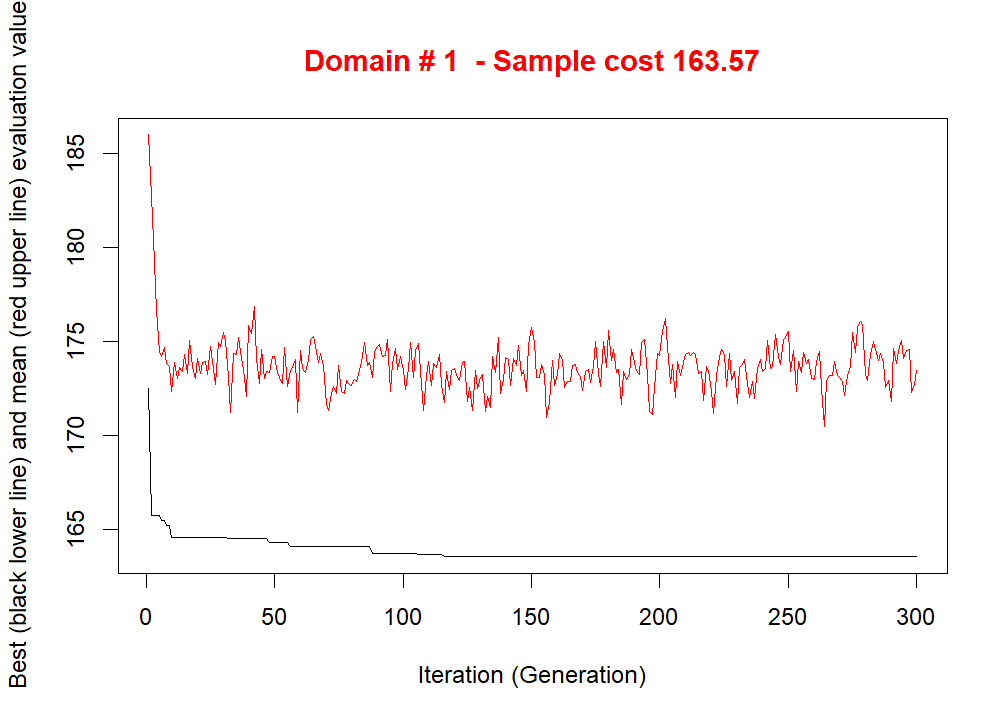 Domain # 1  - Sample cost 163.57
Best (black lower line) and mean (red upper line) evaluation value
185
180
175
170
165
0 50 100 150 200 250 300
Iteration (Generation)